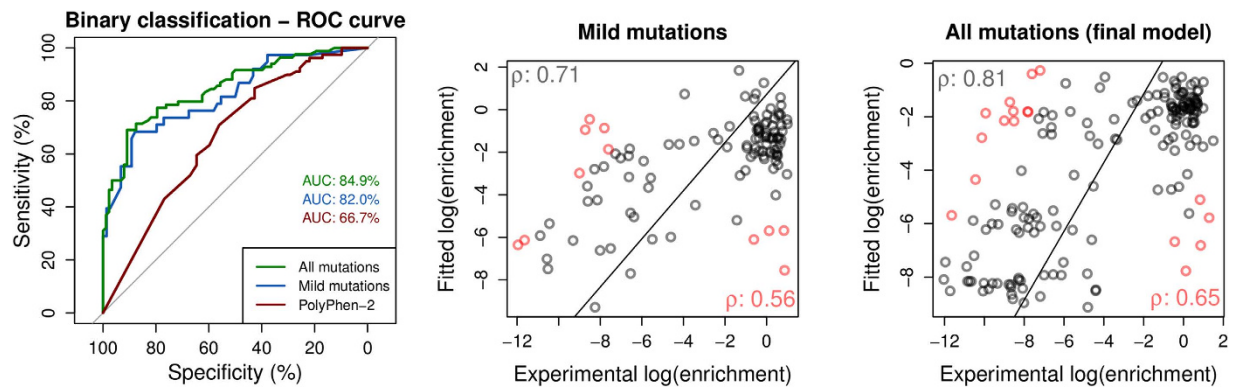 Binary classification – ROC curve
Sensitivity (%)
100
80
60
40
20
0
AUC: 84.9%
AUC: 82.0%
AUC: 66.7%
All mutations
Mild mutations
PolyPhen−2
100 80 60 40 20 0
Specificity (%)
Mild mutations
Fitted log(enrichment)
2
0
−2
−4
−6
−8
ρ: 0.71
ρ: 0.56
−12 −10 −8 −6 −4 −2 0
Experimental log(enrichment)
All mutations (final model)
Fitted log(enrichment)
0
−2
−4
−6
−8
ρ: 0.81
ρ: 0.65
−12 −8 −6 −4 −2 0 2
Experimental log(enrichment)